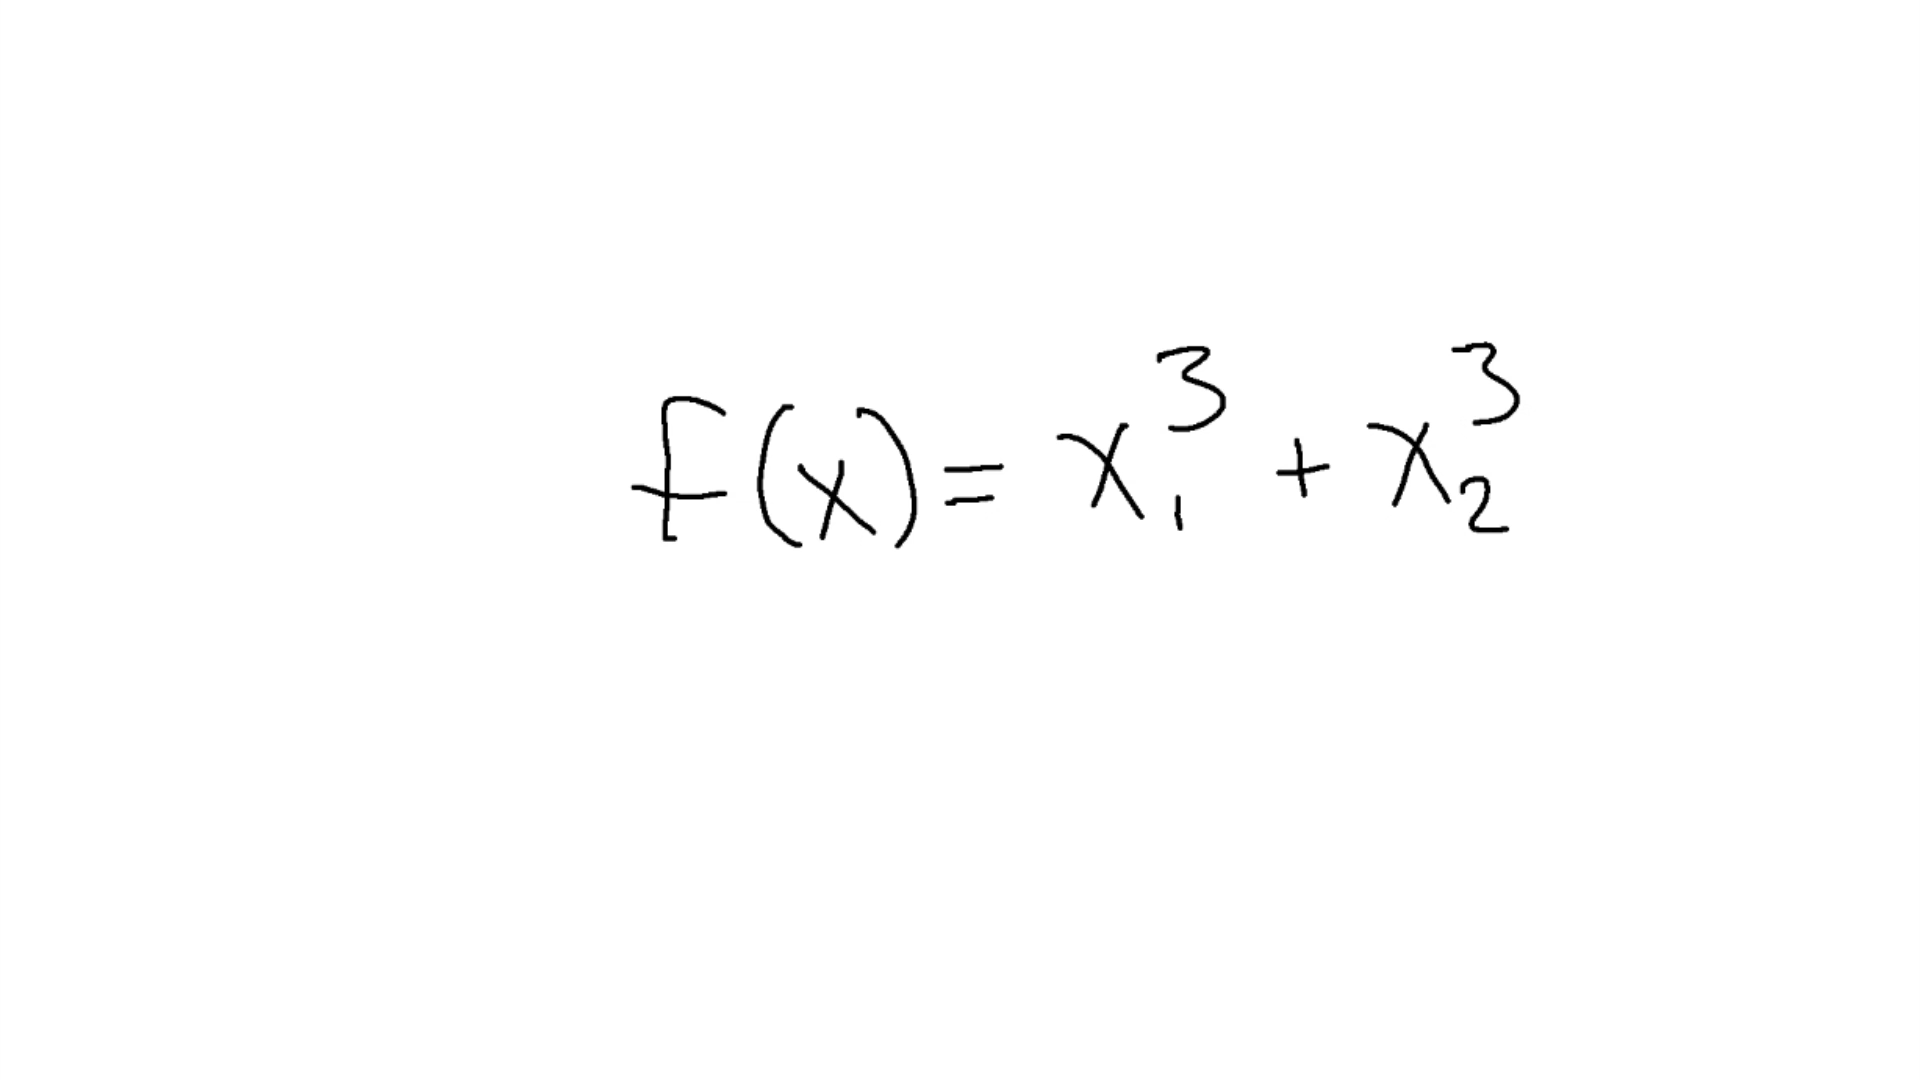 f(x) = x₁³ + x₂³